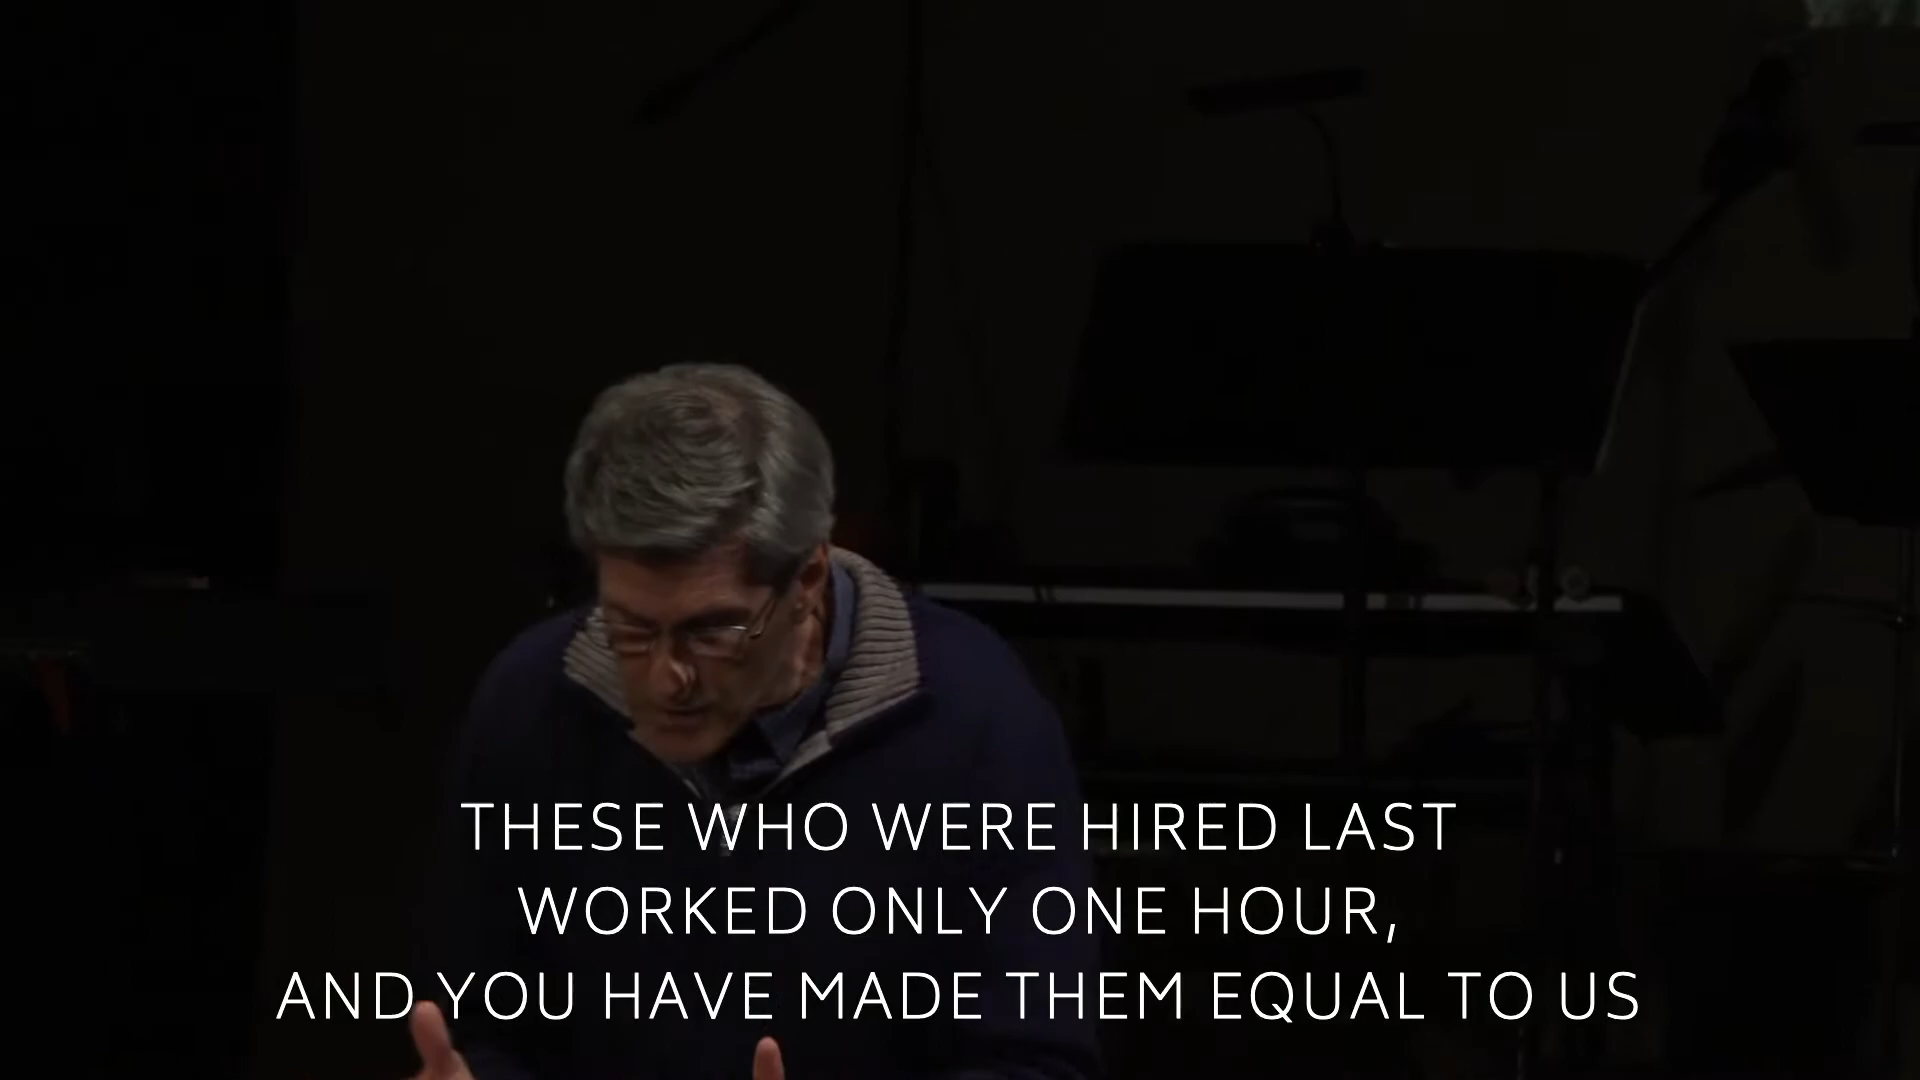 THESE WHO WERE HIRED LAST
WORKED ONLY ONE HOUR,
AND YOU HAVE MADE THEM EQUAL TO US